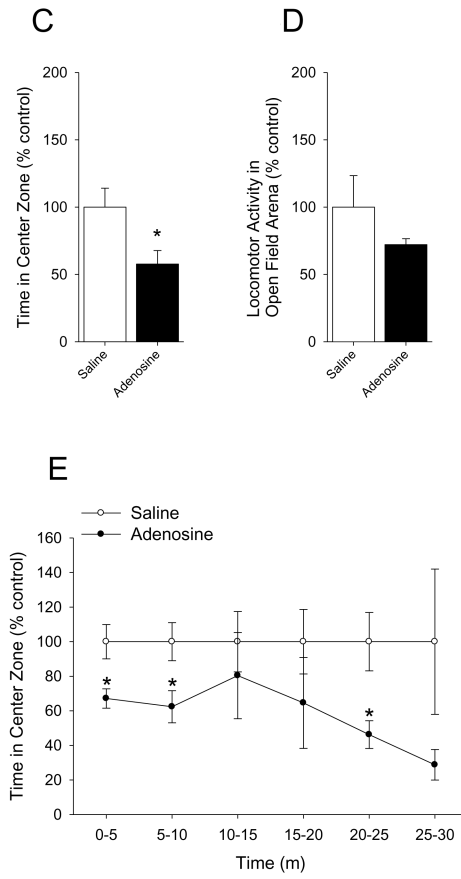 C
D
Time in Center Zone (% control)
200
150
100
50
0
Saline
Adenosine
*
Locomotor Activity in
Open Field Arena (% control)
200
150
100
50
0
Saline
Adenosine
E
Saline
Adenosine
Time in Center Zone (% control)
160
140
120
100
80
60
40
20
0
*
*
*
0-5
5-10
10-15
15-20
20-25
25-30
Time (m)